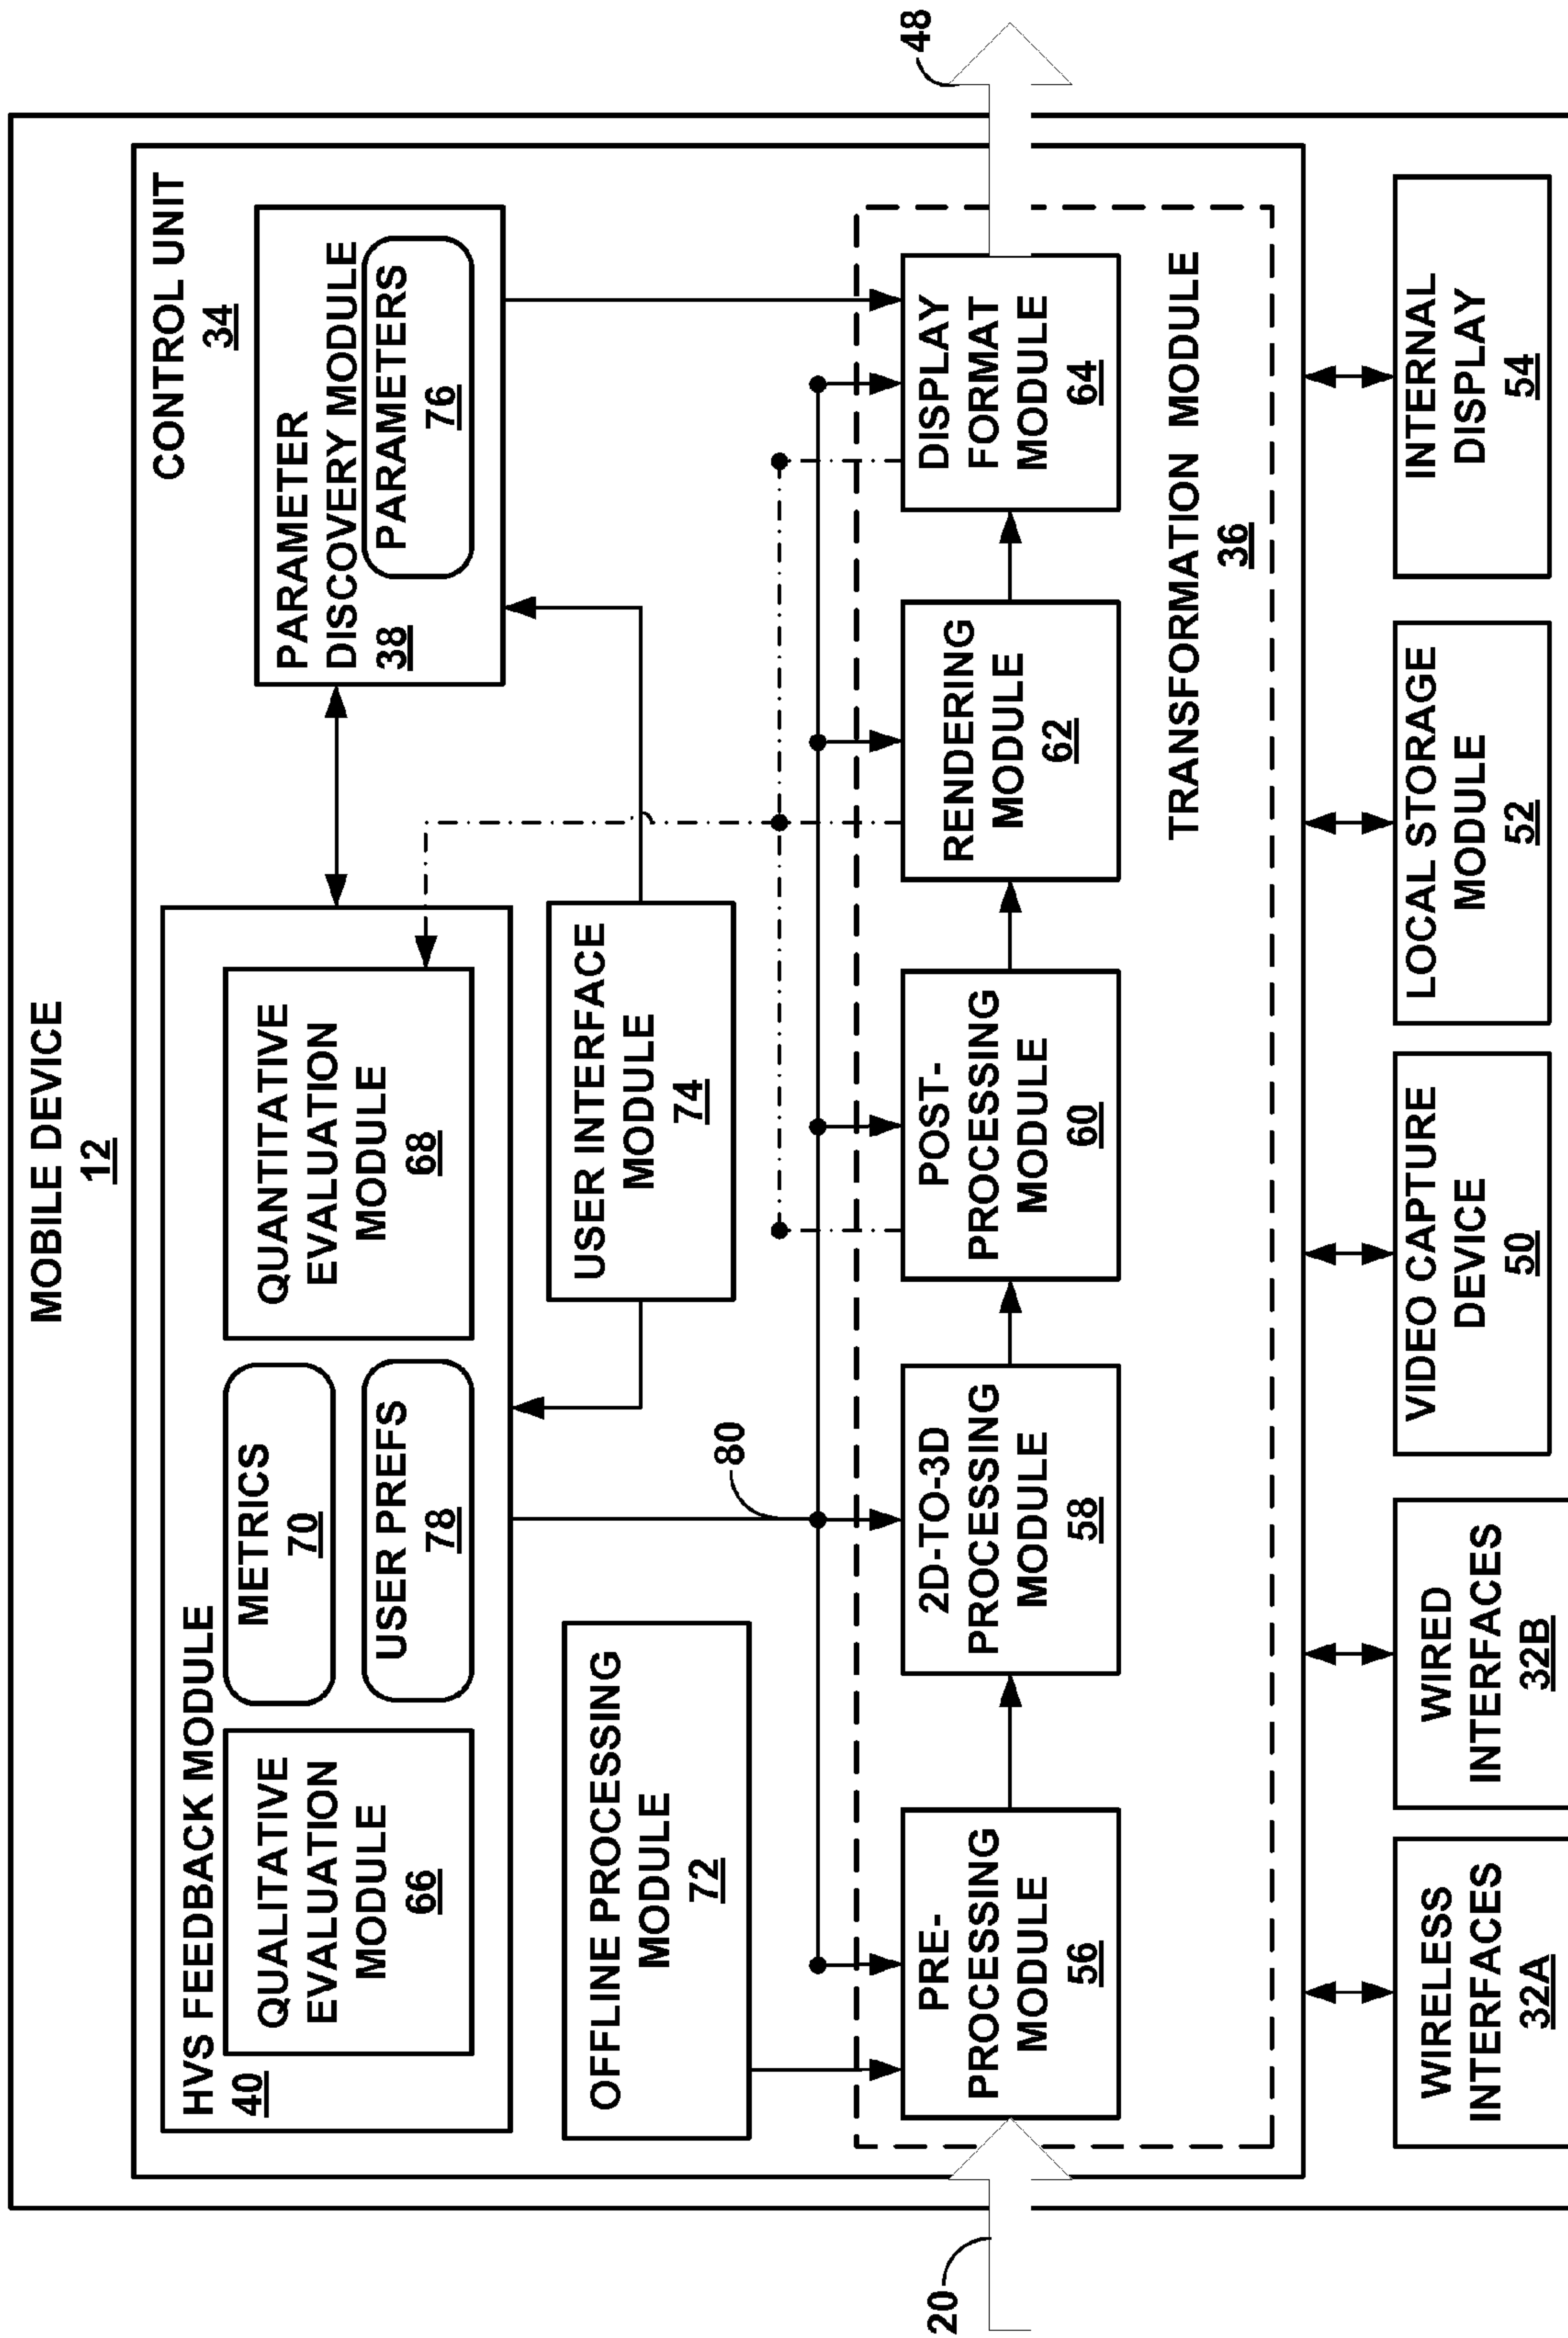 MOBILE DEVICE
12
CONTROL UNIT
34
HVS FEEDBACK MODULE
40
QUALITATIVE
EVALUATION
MODULE
66
METRICS
70
USER PREFS
78
QUANTITATIVE
EVALUATION
MODULE
68
PARAMETER
DISCOVERY MODULE
38
PARAMETERS
76
OFFLINE PROCESSING
MODULE
72
80
USER INTERFACE
MODULE
74
20
PRE-
PROCESSING
MODULE
56
2D-TO-3D
PROCESSING
MODULE
58
POST-
PROCESSING
MODULE
60
RENDERING
MODULE
62
DISPLAY
FORMAT
MODULE
64
48
TRANSFORMATION MODULE
36
WIRELESS
INTERFACES
32A
WIRED
INTERFACES
32B
VIDEO CAPTURE
DEVICE
50
LOCAL STORAGE
MODULE
52
INTERNAL
DISPLAY
54